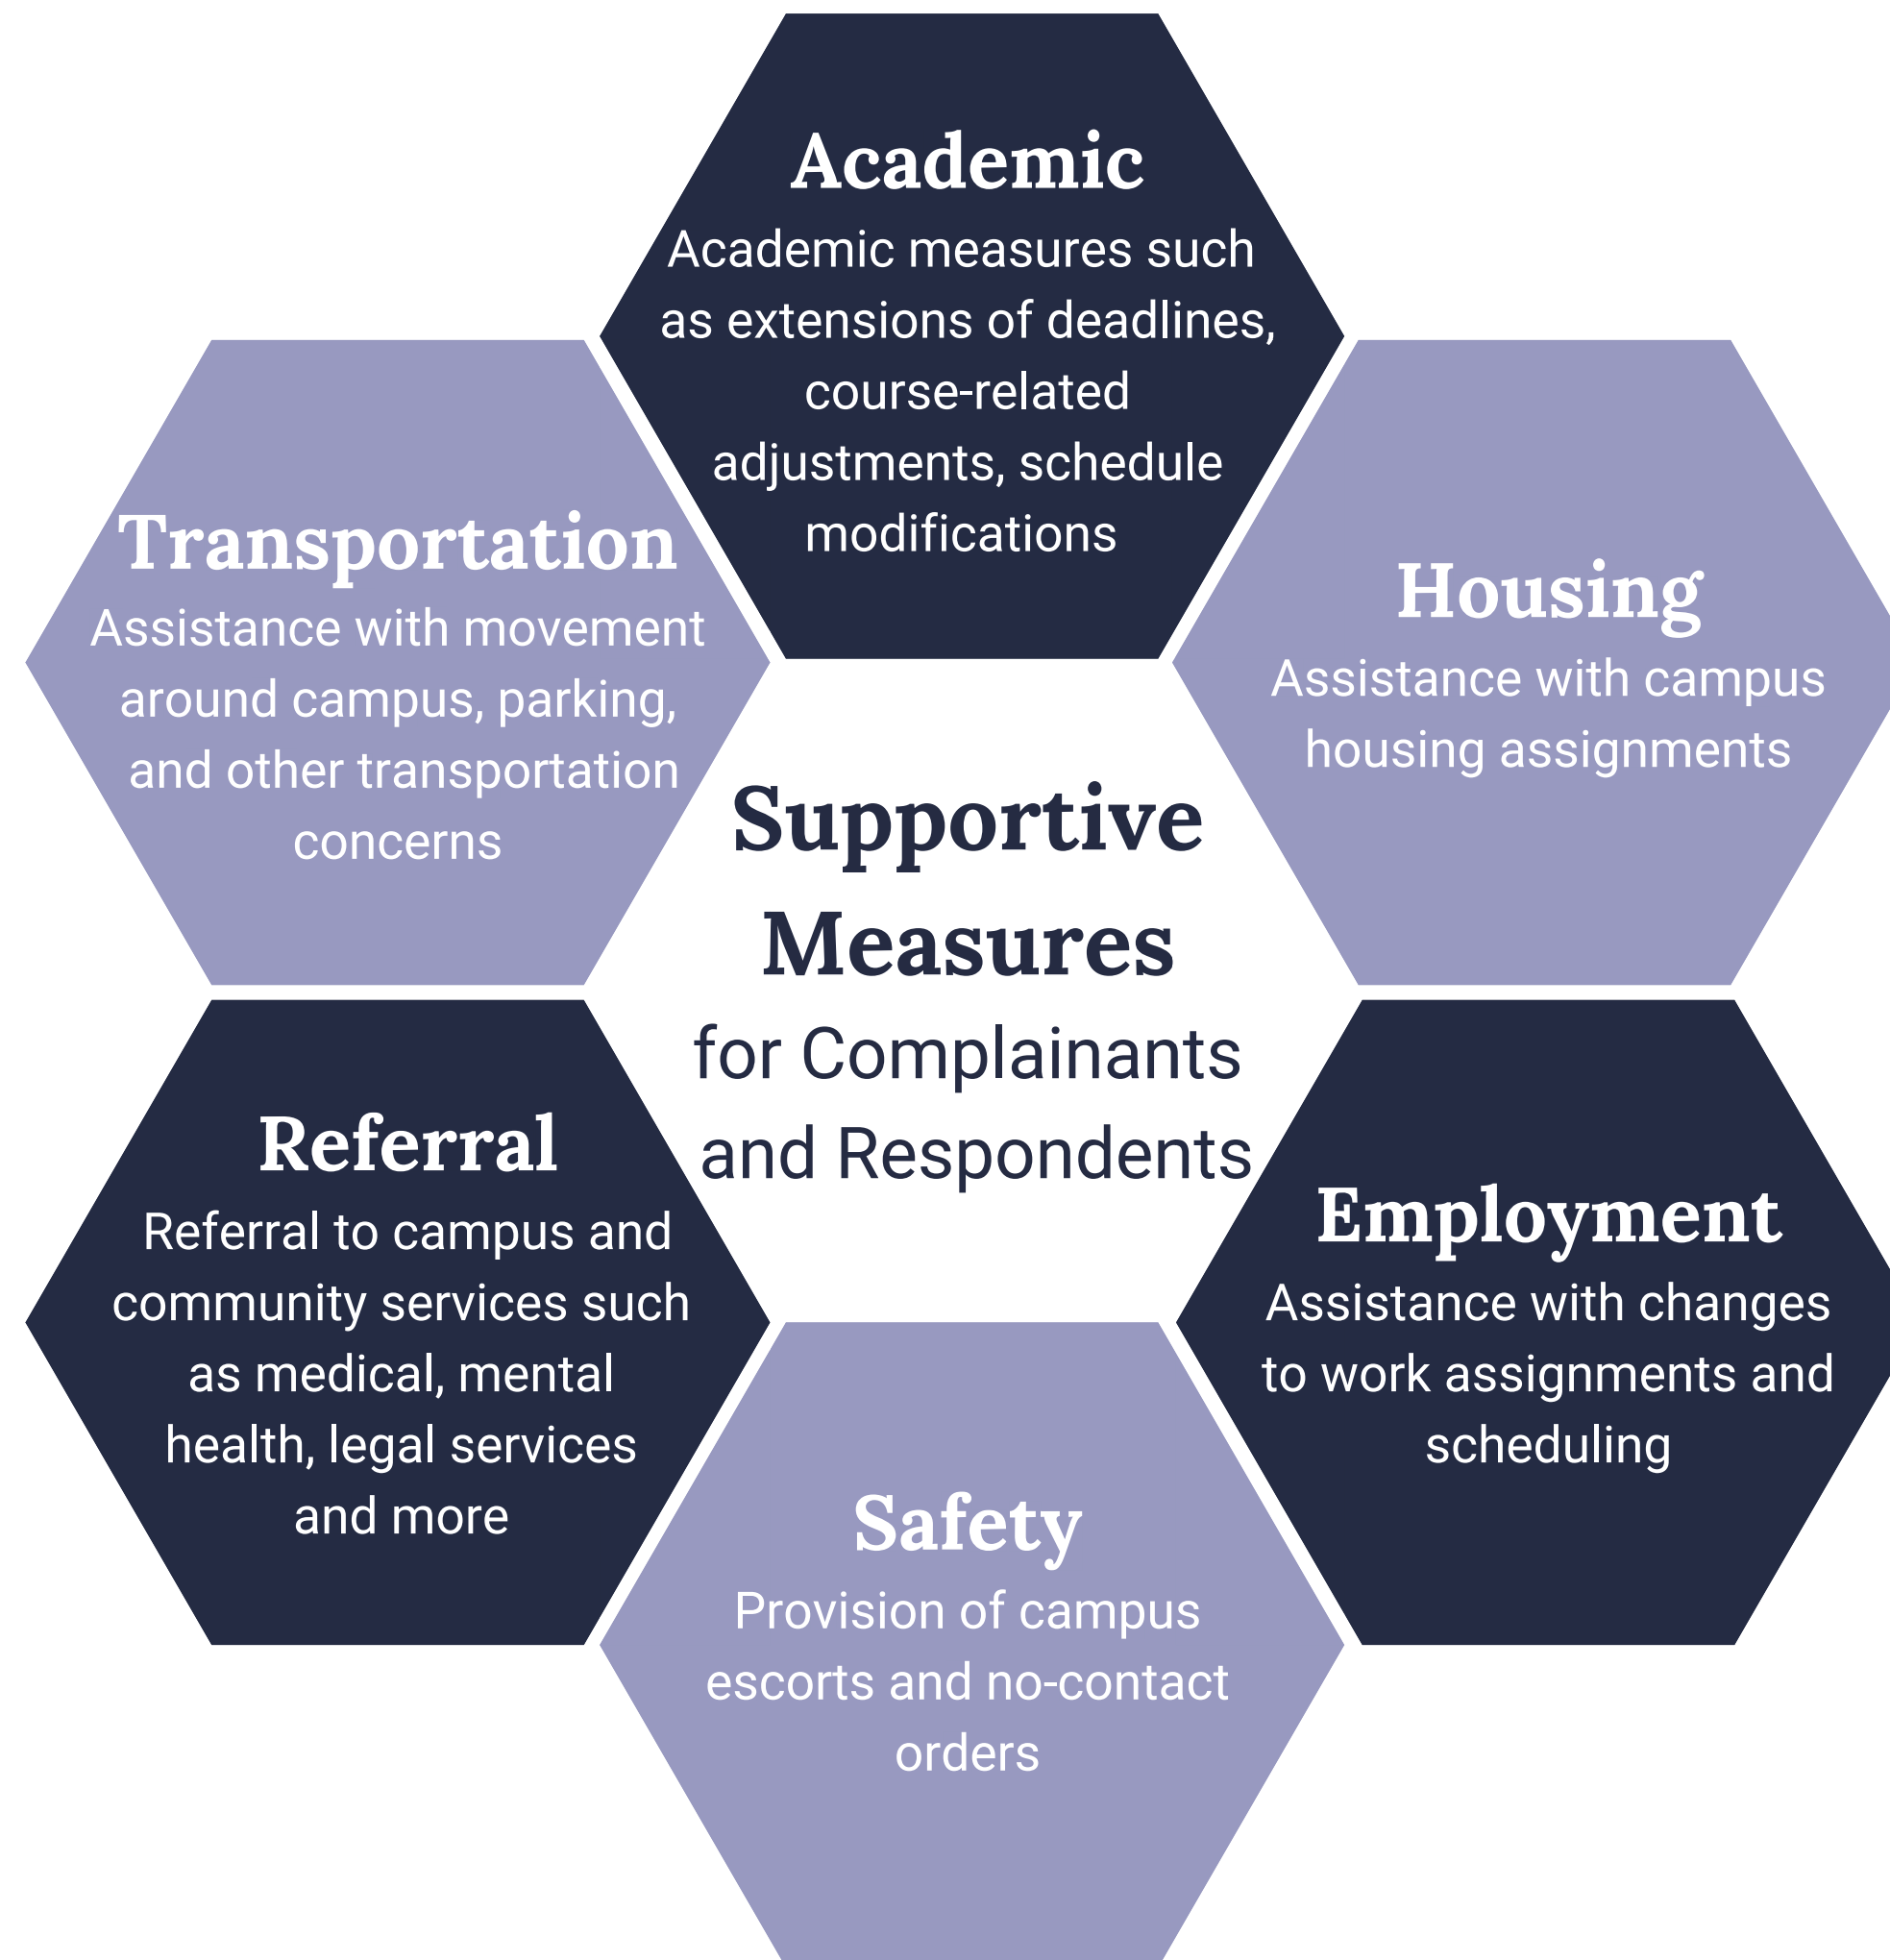 Academic
Academic measures such
as extensions of deadlines,
course-related
adjustments, schedule
modifications
Transportation
Assistance with movement
around campus, parking,
and other transportation
concerns
Housing
Assistance with campus
housing assignments
Supportive
Measures
for Complainants
and Respondents
Referral
Referral to campus and
community services such
as medical, mental
health, legal services
and more
Employment
Assistance with changes
to work assignments and
scheduling
Safety
Provision of campus
escorts and no-contact
orders